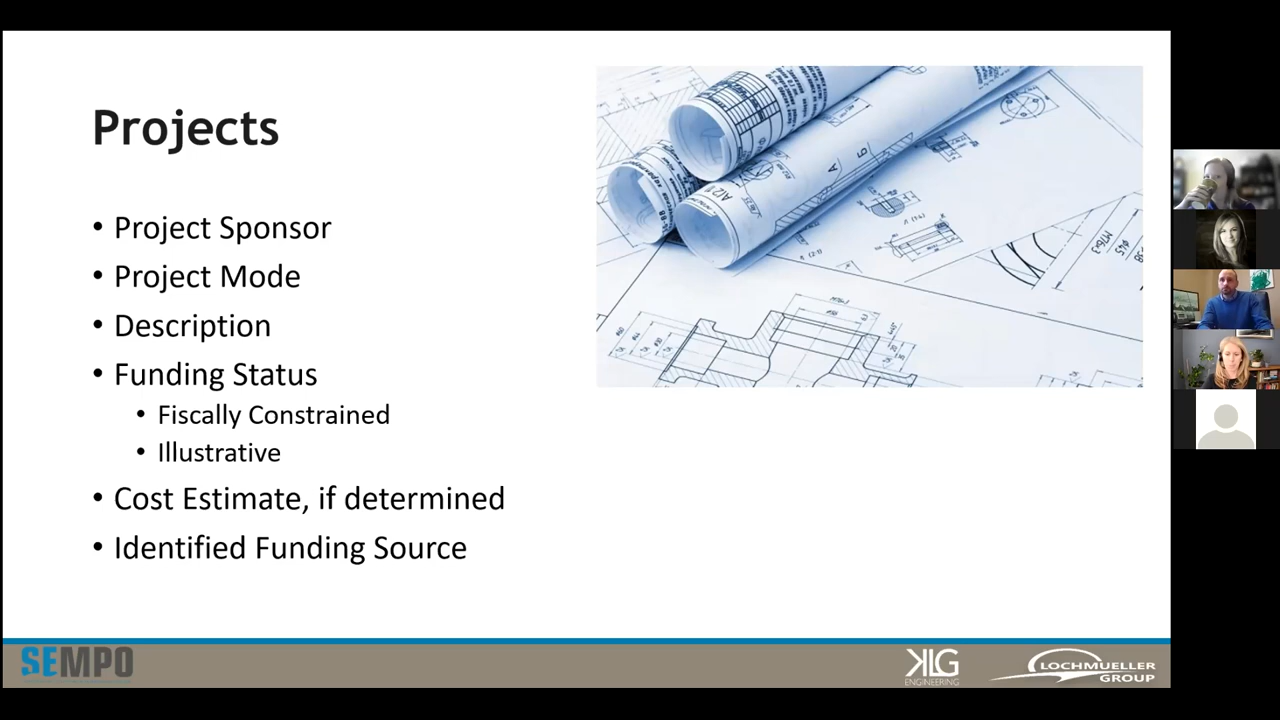 Projects
• Project Sponsor
• Project Mode
• Description
• Funding Status
• Fiscally Constrained
• Illustrative
• Cost Estimate, if determined
• Identified Funding Source
SEMPO
KLG
ENGINEERING
LOCHMUELLER
GROUP